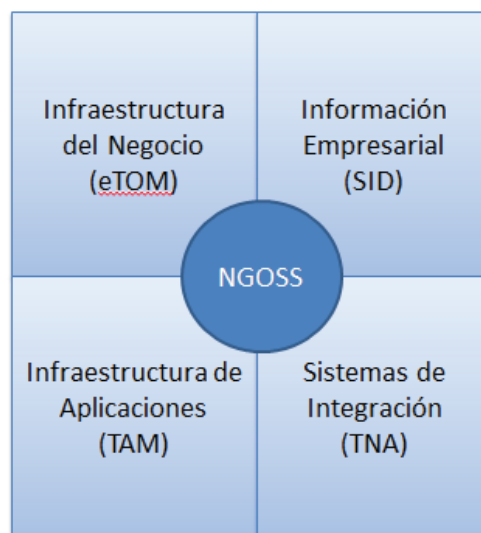 Infraestructura
del Negocio
(eTOM)
Información
Empresarial
(SID)
NGOSS
Infraestructura de
Aplicaciones
(TAM)
Sistemas de
Integración
(TNA)